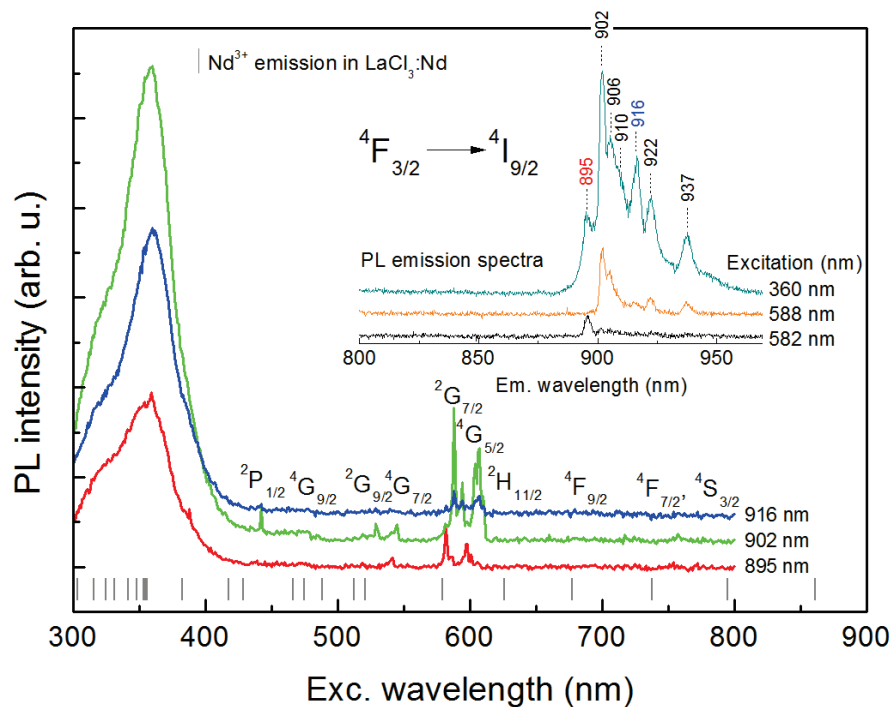 Nd³⁺ emission in LaCl₃:Nd
⁴F₃/₂ → ⁴I₉/₂
895
902
906
910
916
922
937
PL emission spectra
Excitation (nm)
360 nm
588 nm
582 nm
800 850 900 950
Em. wavelength (nm)
PL intensity (arb. u.)
²G₇/₂
⁴G₅/₂
²P₁/₂ ⁴G₉/₂ ²G₉/₂ ⁴G₇/₂ ²H₁₁/₂ ⁴F₉/₂ ⁴F₇/₂, ⁴S₃/₂
916 nm
902 nm
895 nm
300 400 500 600 700 800 900
Exc. wavelength (nm)